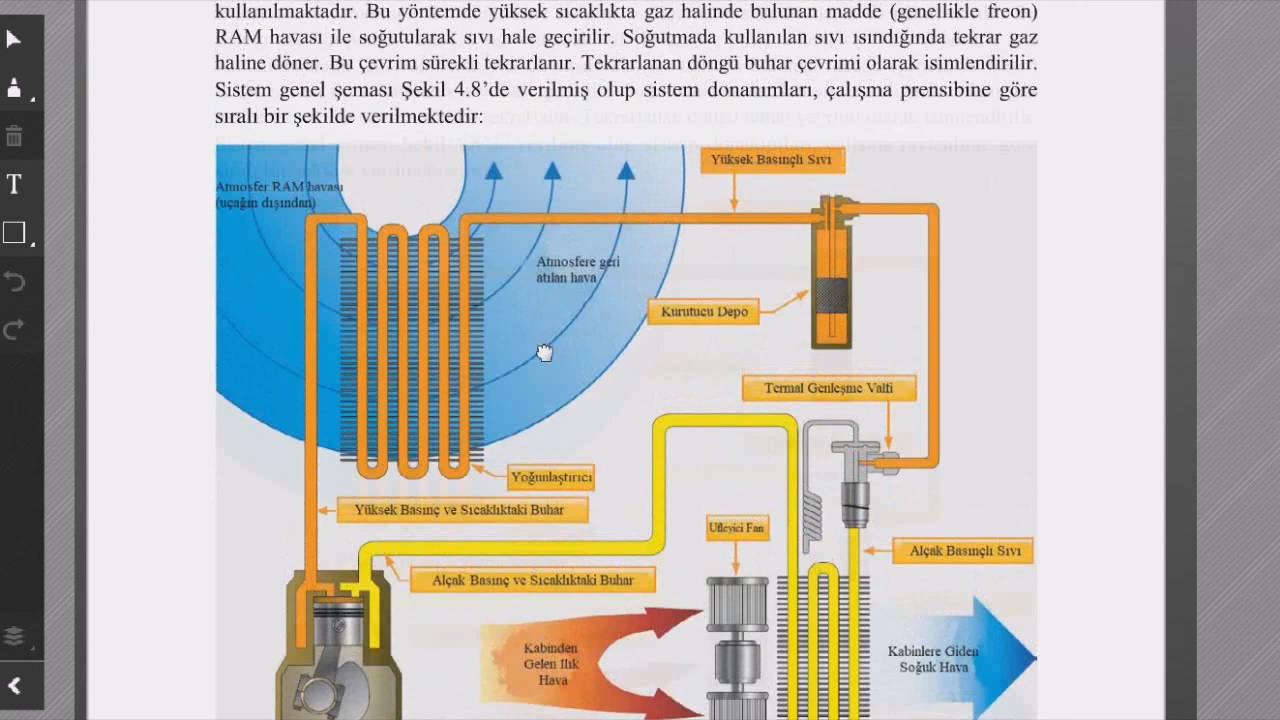 kullanılmaktadır. Bu yöntemde yüksek sıcaklıkta gaz halinde bulunan madde (genellikle freon)
RAM havası ile soğutularak sıvı hale geçirilir. Soğutmada kullanılan sıvı ısındığında tekrar gaz
haline döner. Bu çevrim sürekli tekrarlanır. Tekrarlanan döngü buhar çevrimi olarak isimlendirilir.
Sistem genel şeması Şekil 4.8’de verilmiş olup sistem donanımları, çalışma prensibine göre
sıralı bir şekilde verilmektedir:
Yüksek Basınçlı Sıvı
Atmosfer RAM havası
(uçağın dışından)
Atmosfere geri
atılan hava
Kurutucu Depo
Termal Genleşme Valfi
Yoğunlaştırıcı
Yüksek Basınç ve Sıcaklıktaki Buhar
Üfleyici Fan
Alçak Basınçlı Sıvı
Alçak Basınç ve Sıcaklıktaki Buhar
Kabinden
Gelen Ilık
Hava
Kabinlere Giden
Soğuk Hava
T